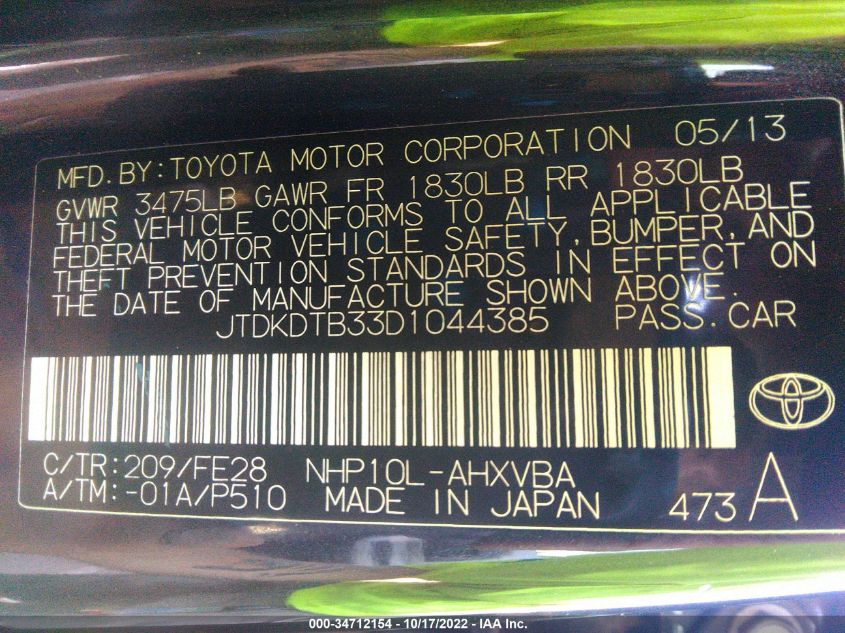 MFD. BY: TOYOTA MOTOR CORPORATION 05/13
GVWR 3475LB GAWR FR 1830LB RR 1830LB
THIS VEHICLE CONFORMS TO ALL APPLICABLE
FEDERAL MOTOR VEHICLE SAFETY, BUMPER, AND
THEFT PREVENTION STANDARDS IN EFFECT ON
THE DATE OF MANUFACTURE SHOWN ABOVE.
JTDKDTB33D1044385 PASS. CAR
C/TR: 209/FE28 NHP10L-AHXVBA
A/TM: -01A/P510 MADE IN JAPAN 473 A
000-34712154 - 10/17/2022 - IAA Inc.